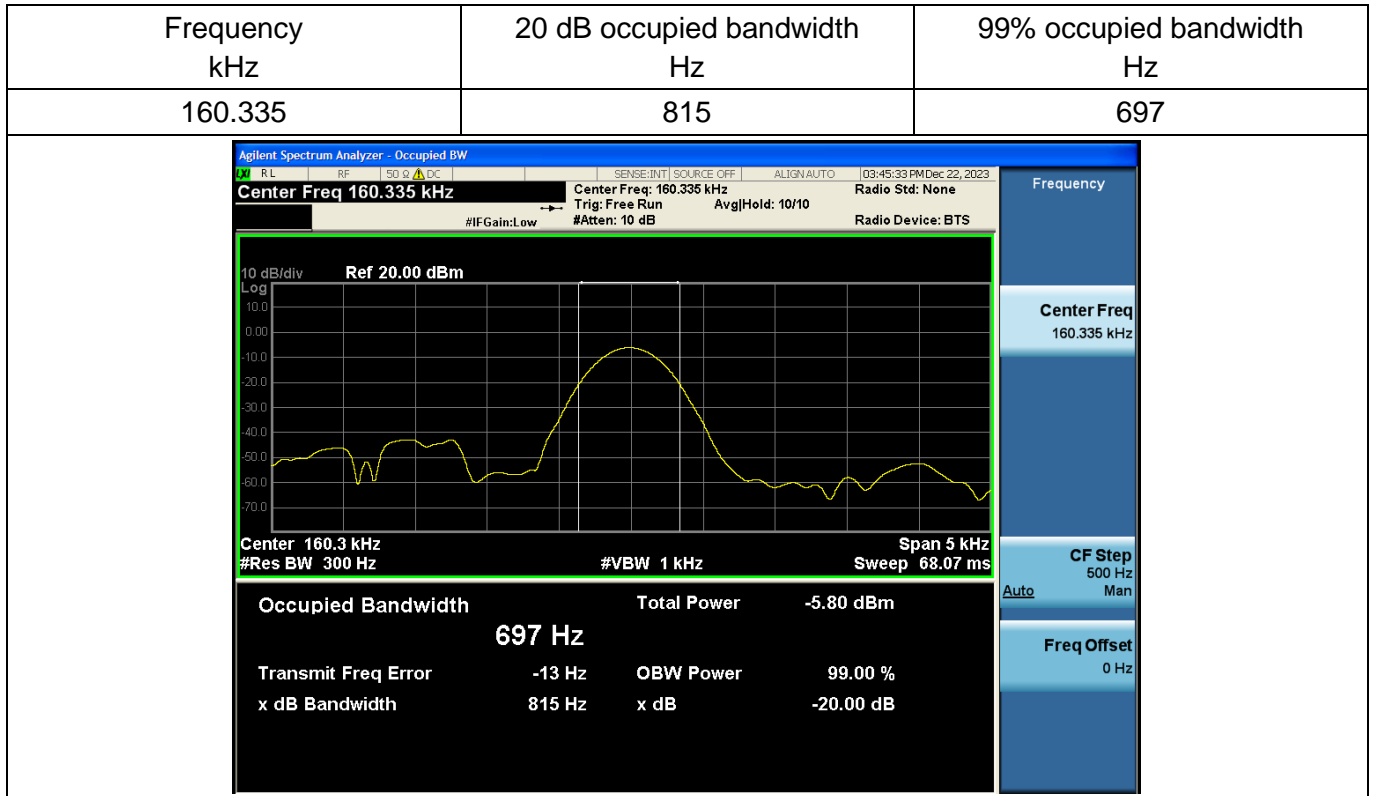 Frequency
kHz
20 dB occupied bandwidth
Hz
99% occupied bandwidth
Hz
160.335
815
697
Agilent Spectrum Analyzer - Occupied BW
LXI RL RF 50 Ω DC SENSE:INT SOURCE OFF ALIGNAUTO 03:45:33 PM Dec 22, 2023
Center Freq 160.335 kHz
Center Freq: 160.335 kHz Radio Std: None
Trig: Free Run Avg|Hold: 10/10
#IFGain:Low #Atten: 10 dB Radio Device: BTS
Frequency
10 dB/div Ref 20.00 dBm
Log
10.0
0.00
-10.0
-20.0
-30.0
-40.0
-50.0
-60.0
-70.0
Center 160.3 kHz Span 5 kHz
#Res BW 300 Hz #VBW 1 kHz Sweep 68.07 ms
Occupied Bandwidth Total Power -5.80 dBm
697 Hz
Transmit Freq Error -13 Hz OBW Power 99.00 %
x dB Bandwidth 815 Hz x dB -20.00 dB
Center Freq
160.335 kHz
CF Step
500 Hz
Auto Man
Freq Offset
0 Hz